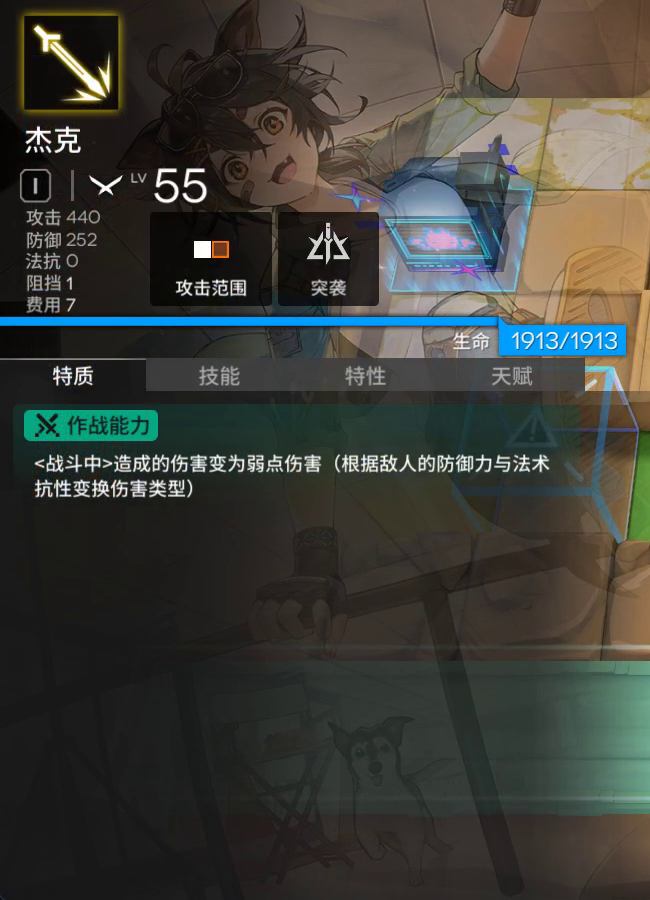 杰克
I
LV 55
攻击 440
防御 252
法抗 0
阻挡 1
费用 7
攻击范围
突袭
生命 1913/1913
特质 技能 特性 天赋
作战能力
<战斗中>造成的伤害变为弱点伤害（根据敌人的防御力与法术
抗性变换伤害类型）